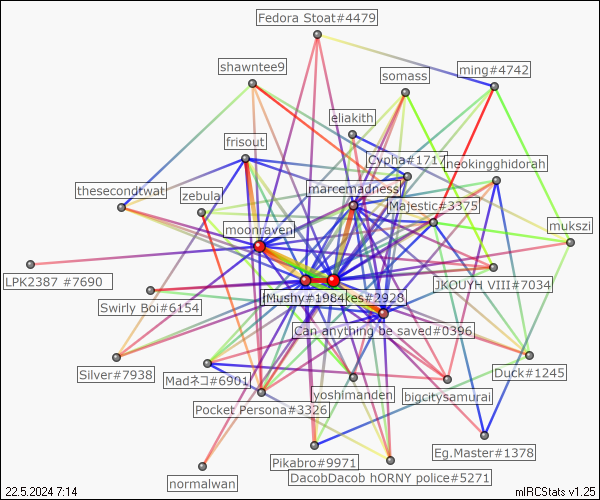 Fedora Stoat#4479
shawntee9
ming#4742
somass
eliakith
frisout
Cypha#1717
neokingghidorah
marcemadness
thesecondtwat
zebula
Majestic#3375
mukszi
moonraven
LPK2387 #7690
JKOUYH VIII#7034
Mushy#1984kes#2928
Swirly Boi#6154
Can anything be saved#0396
Silver#7938
Madネコ#6901
Duck#1245
yoshimanden
bigcitysamurai
Pocket Persona#3326
Eg.Master#1378
Pikabro#9971
DacobDacob hORNY police#5271
normalwan
22.5.2024 7:14
mIRCStats v1.25